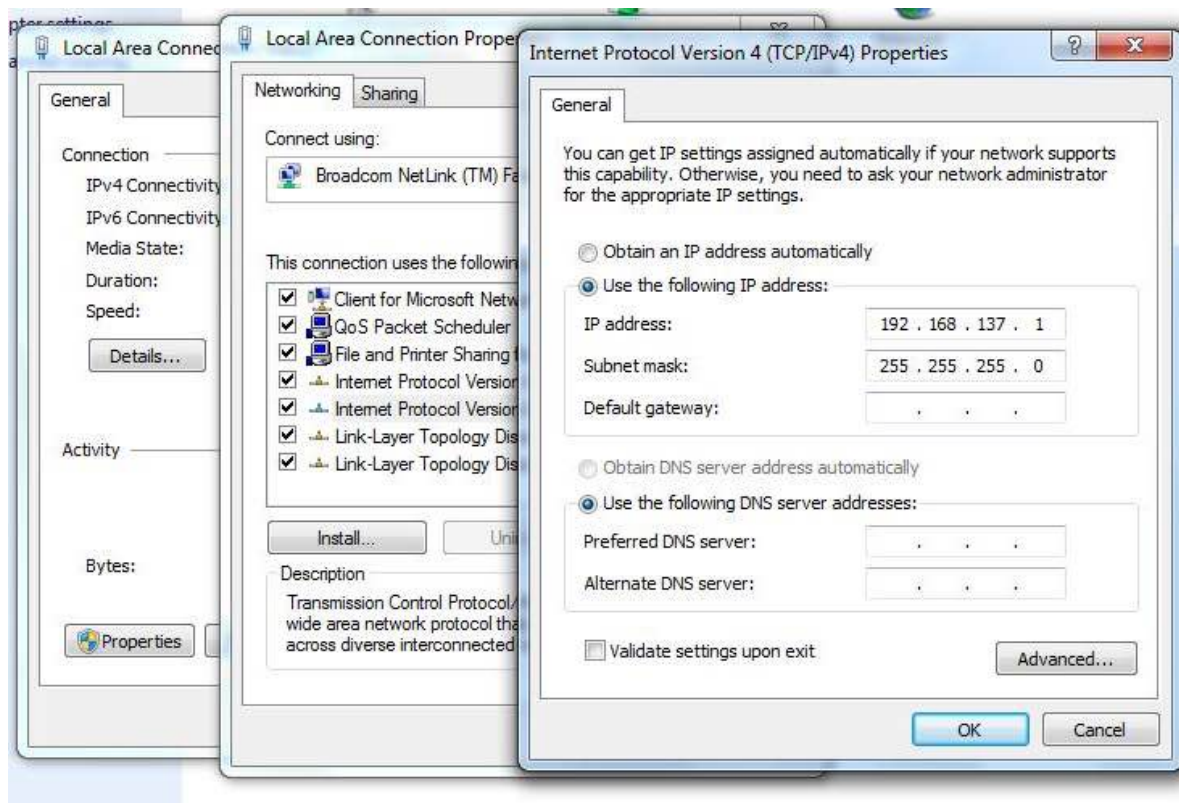 pter settings
Local Area Connec
General
Connection
IPv4 Connectivity
IPv6 Connectivity
Media State:
Duration:
Speed:
Details...
Activity
Bytes:
Properties
Local Area Connection Prope
Networking Sharing
Connect using:
Broadcom NetLink (TM) Fa
This connection uses the followin
Client for Microsoft Netw
QoS Packet Scheduler
File and Printer Sharing
Internet Protocol Version
Internet Protocol Version
Link-Layer Topology Dis
Link-Layer Topology Dis
Install... Unin
Description
Transmission Control Protocol/
wide area network protocol tha
across diverse interconnected
Internet Protocol Version 4 (TCP/IPv4) Properties
General
You can get IP settings assigned automatically if your network supports
this capability. Otherwise, you need to ask your network administrator
for the appropriate IP settings.
Obtain an IP address automatically
Use the following IP address:
IP address: 192 . 168 . 137 . 1
Subnet mask: 255 . 255 . 255 . 0
Default gateway: . . .
Obtain DNS server address automatically
Use the following DNS server addresses:
Preferred DNS server: . . .
Alternate DNS server: . . .
Validate settings upon exit
Advanced...
OK Cancel